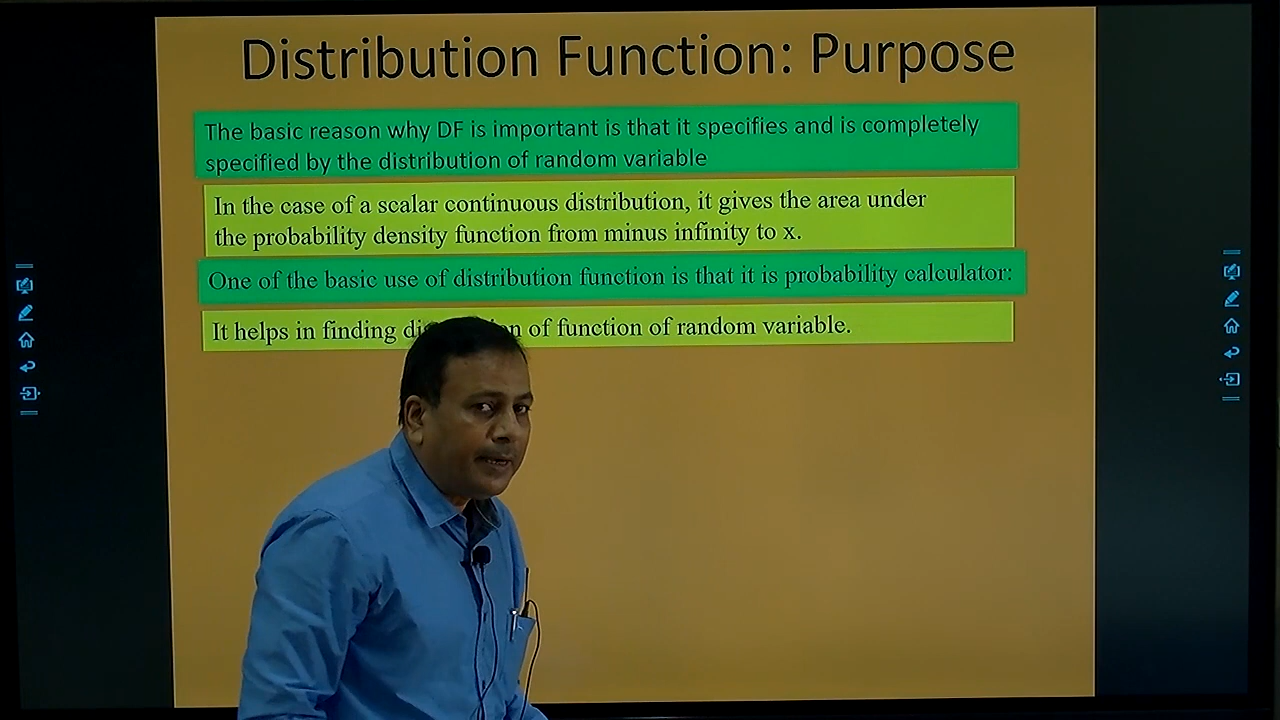 Distribution Function: Purpose
The basic reason why DF is important is that it specifies and is completely
specified by the distribution of random variable
In the case of a scalar continuous distribution, it gives the area under
the probability density function from minus infinity to x.
One of the basic use of distribution function is that it is probability calculator:
It helps in finding of function of random variable.